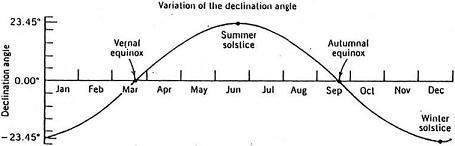 Variation of the declination angle
23.45°
Vernal
equinox
Summer
solstice
Autumnal
equinox
Declination angle
0.00°
Jan Feb Mar Apr May Jun Jul Aug Sep Oct Nov Dec
Winter
solstice
−23.45°